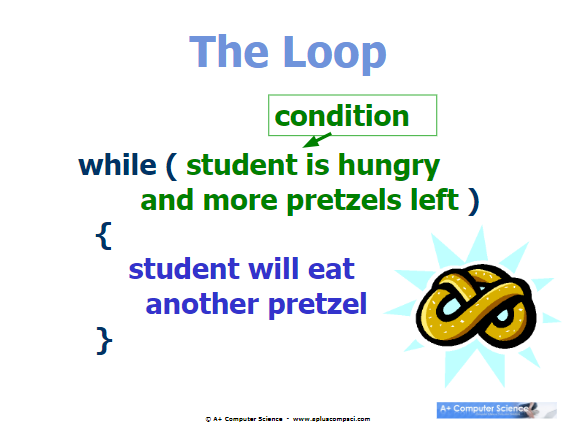 The Loop
condition
while ( student is hungry
and more pretzels left )
{
student will eat
another pretzel
}
A+ Computer Science
© A+ Computer Science - www.apluscompsci.com